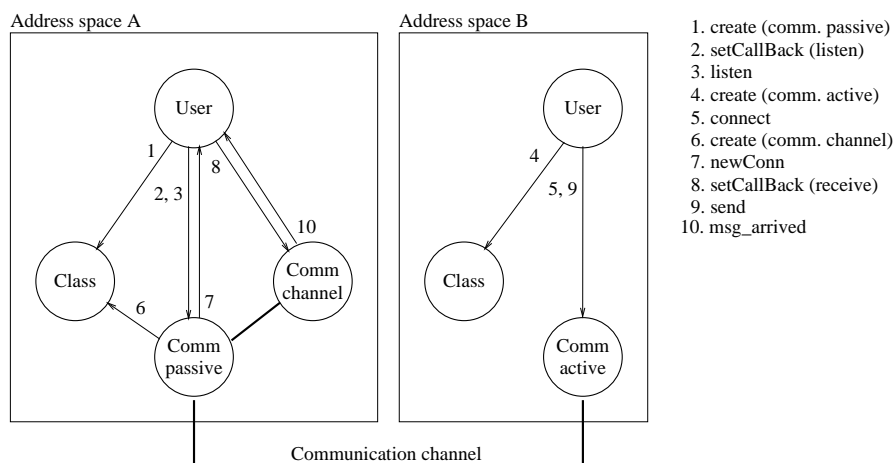 Address space A
Address space B
User
User
1
2, 3
8
4
5, 9
10
Class
Comm
channel
Class
6
7
Comm
passive
Comm
active
Communication channel
1. create (comm. passive)
2. setCallBack (listen)
3. listen
4. create (comm. active)
5. connect
6. create (comm. channel)
7. newConn
8. setCallBack (receive)
9. send
10. msg_arrived